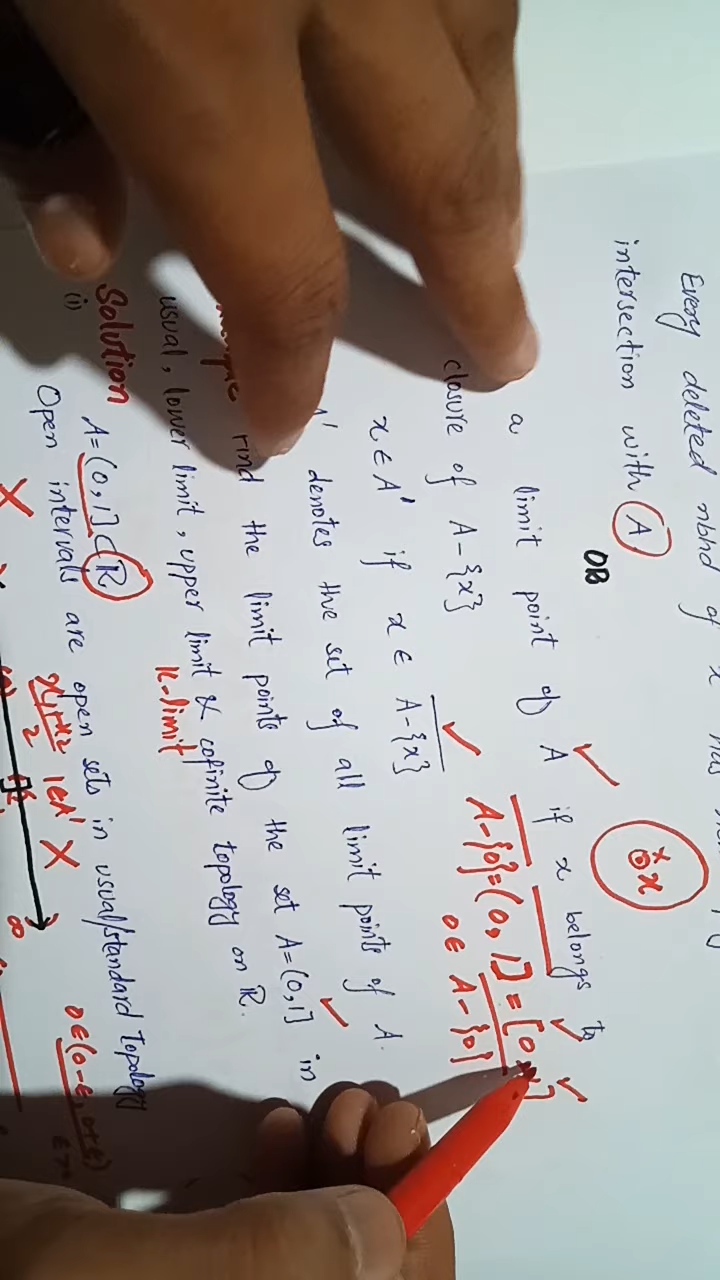 Every deleted nbhd of x has
intersection with A
OR
a limit point of A if x belongs to
closure of A-{x}
A-{0}=(0,1]=[0,1]
0∈ A-{0}
x∈A' if x∈ A-{x}
A' denotes the set of all limit points of A.
Find the limit points of the set A=(0,1] in
usual, lower limit, upper limit & cofinite topology on R.
K-limit
Solution
(i) A=(0,1]⊂R
Open intervals are open sets in usual/standard topology
1∈A'
0∈(0-ε,0+ε)
∞